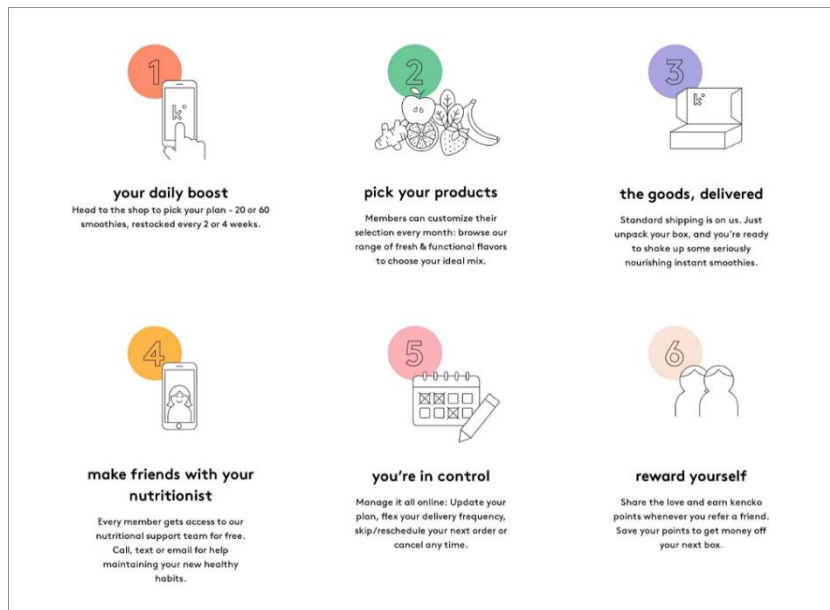 1
k°
your daily boost
Head to the shop to pick your plan - 20 or 60
smoothies, restocked every 2 or 4 weeks.
2
pick your products
Members can customize their
selection every month: browse our
range of fresh & functional flavors
to choose your ideal mix.
3
k°
the goods, delivered
Standard shipping is on us. Just
unpack your box, and you're ready
to shake up some seriously
nourishing instant smoothies.
4
make friends with your
nutritionist
Every member gets access to our
nutritional support team for free.
Call, text or email for help
maintaining your new healthy
habits.
5
you're in control
Manage it all online: Update your
plan, flex your delivery frequency,
skip/reschedule your next order or
cancel any time.
6
reward yourself
Share the love and earn kencko
points whenever you refer a friend.
Save your points to get money off
your next box.